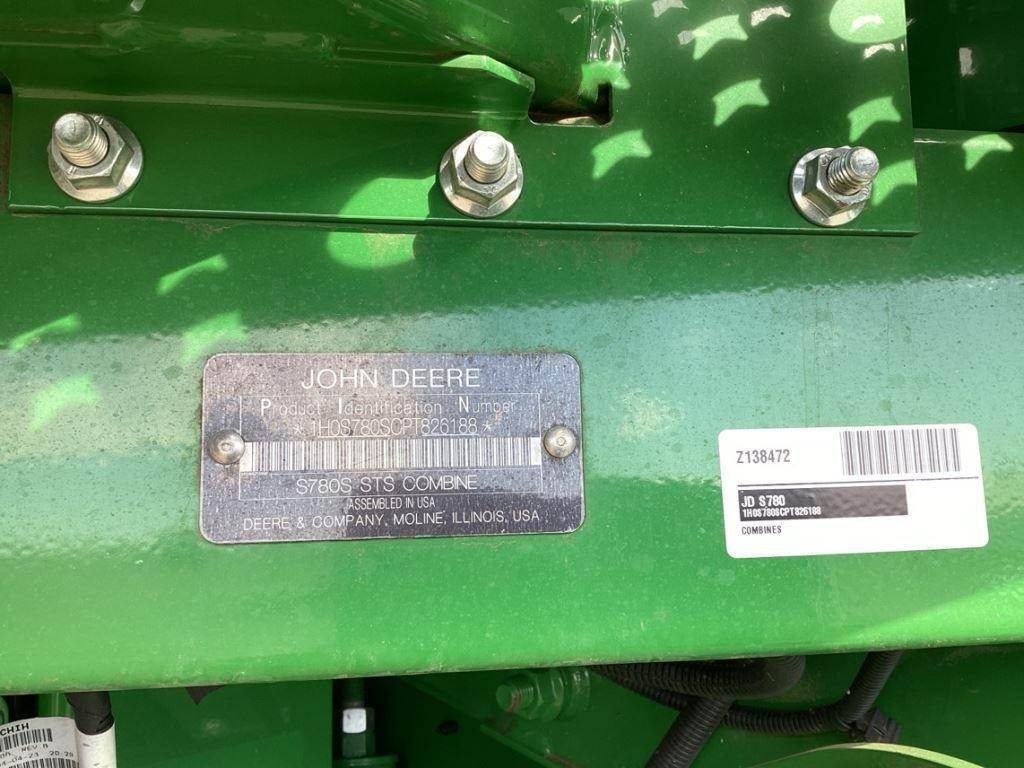 JOHN DEERE
Product Identification Number
*1H0S780SCPT826188*
S780S STS COMBINE
ASSEMBLED IN USA
DEERE & COMPANY, MOLINE, ILLINOIS, USA
Z138472
JD S780
1H0S780SCPT826188
COMBINES
REV B